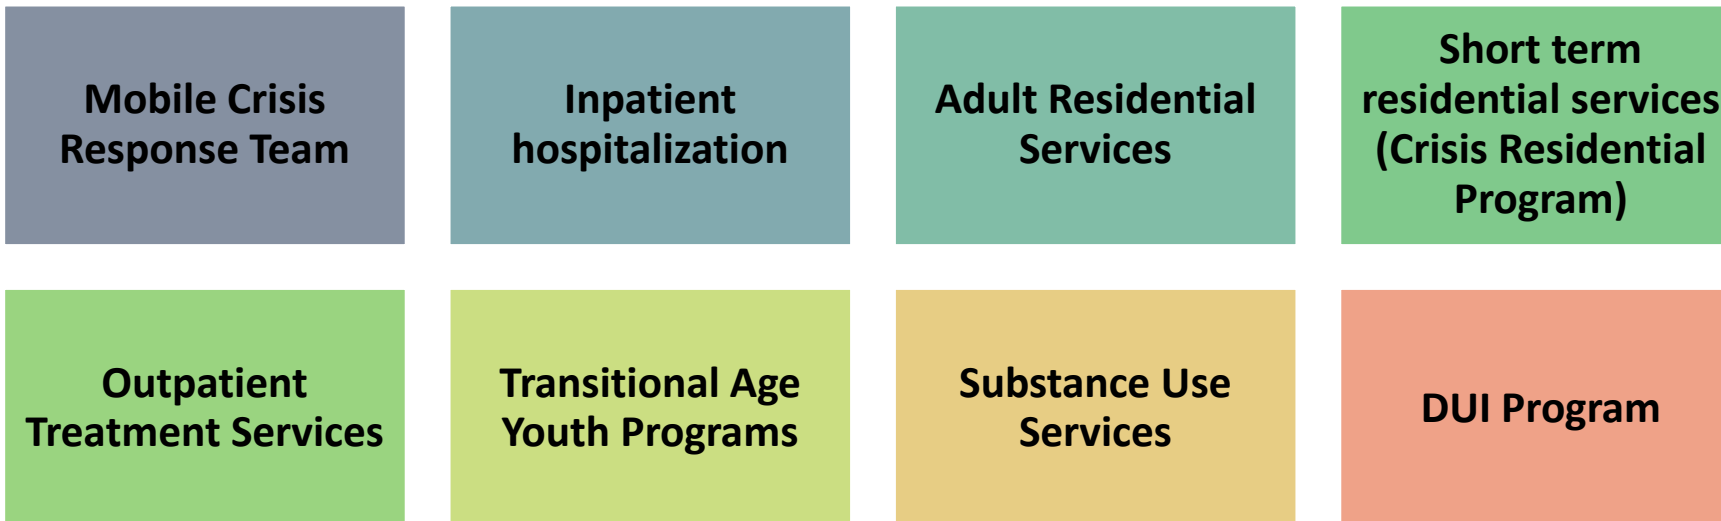 Mobile Crisis
Response Team
Inpatient
hospitalization
Adult Residential
Services
Short term
residential services
(Crisis Residential
Program)
Outpatient
Treatment Services
Transitional Age
Youth Programs
Substance Use
Services
DUI Program